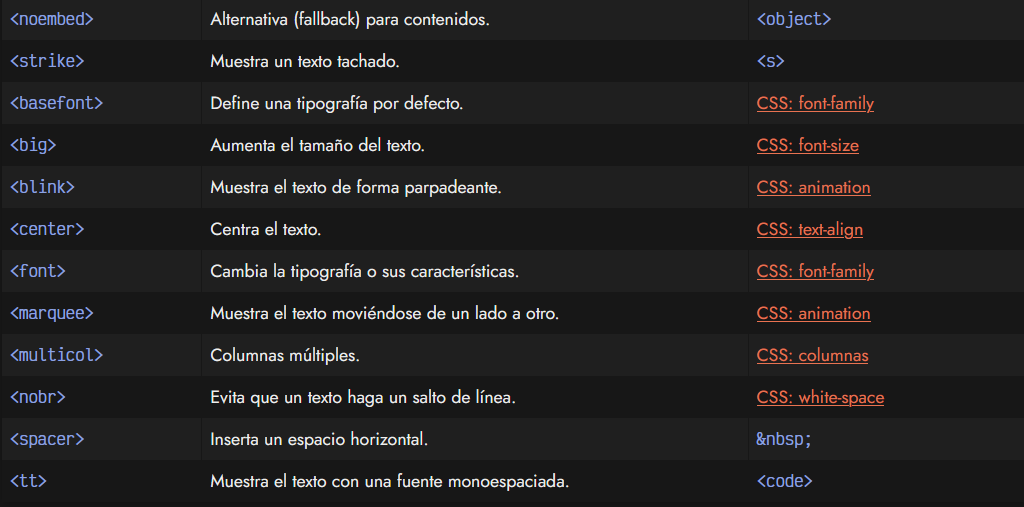 <noembed> Alternativa (fallback) para contenidos. <object>
<strike> Muestra un texto tachado. <s>
<basefont> Define una tipografía por defecto. CSS: font-family
<big> Aumenta el tamaño del texto. CSS: font-size
<blink> Muestra el texto de forma parpadeante. CSS: animation
<center> Centra el texto. CSS: text-align
<font> Cambia la tipografía o sus características. CSS: font-family
<marquee> Muestra el texto moviéndose de un lado a otro. CSS: animation
<multicol> Columnas múltiples. CSS: columnas
<nobr> Evita que un texto haga un salto de línea. CSS: white-space
<spacer> Inserta un espacio horizontal. &nbsp;
<tt> Muestra el texto con una fuente monoespaciada. <code>